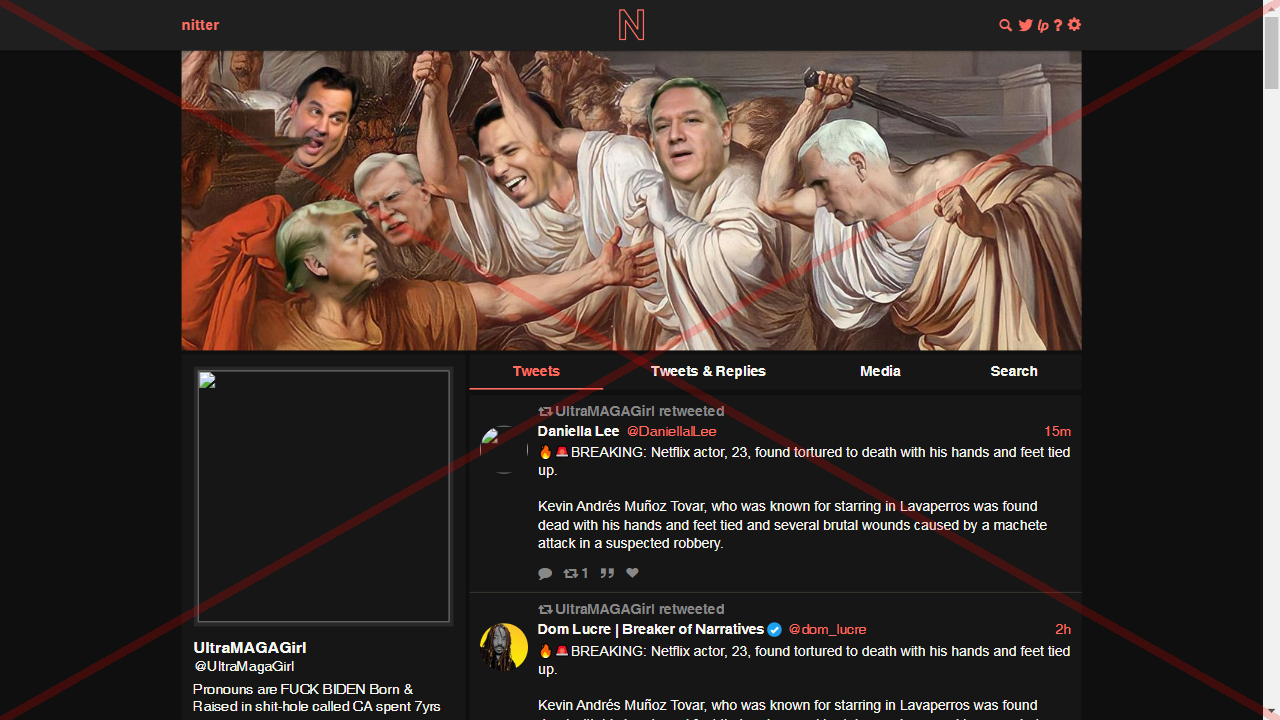 nitter
N
lp ?
Tweets
Tweets & Replies
Media
Search
UltraMAGAGirl retweeted
Daniella Lee @DaniellalLee 15m
🔥🚨BREAKING: Netflix actor, 23, found tortured to death with his hands and feet tied
up.
Kevin Andrés Muñoz Tovar, who was known for starring in Lavaperros was found
dead with his hands and feet tied and several brutal wounds caused by a machete
attack in a suspected robbery.
1
UltraMAGAGirl retweeted
Dom Lucre | Breaker of Narratives @dom_lucre 2h
🔥🚨BREAKING: Netflix actor, 23, found tortured to death with his hands and feet tied
up.
Kevin Andrés Muñoz Tovar, who was known for starring in Lavaperros was found
UltraMAGAGirl
@UltraMagaGirl
Pronouns are FUCK BIDEN Born &
Raised in shit-hole called CA spent 7yrs